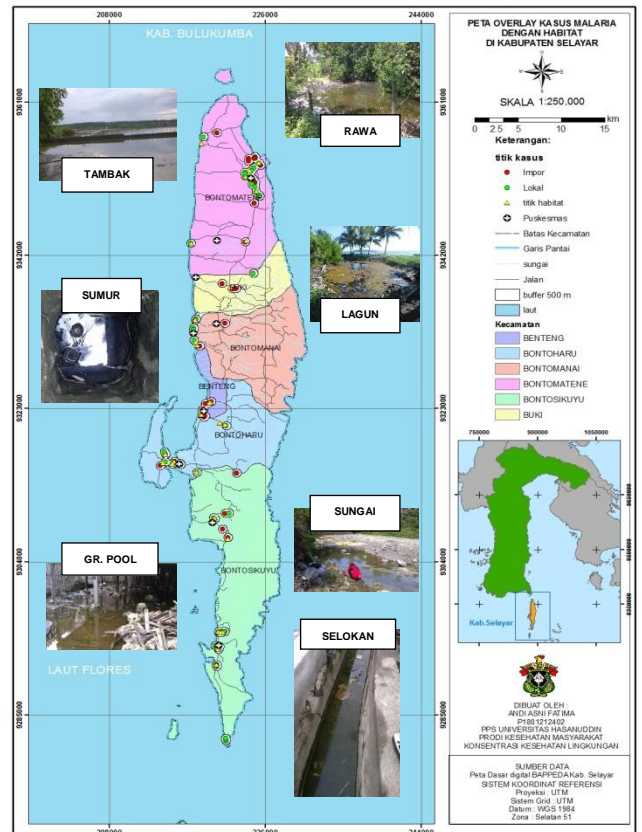 208000 226000 244000
KAB. BULUKUMBA
9361000
9342000
9323000
9304000
9285000
TAMBAK
RAWA
SUMUR
LAGUN
GR. POOL
SUNGAI
SELOKAN
BONTOMATENE
BUKI
BONTOMANAI
BENTENG
BONTOHARU
BONTOSIKUYU
LAUT FLORES
208000 226000 244000
PETA OVERLAY KASUS MALARIA
DENGAN HABITAT
DI KABUPATEN SELAYAR
SKALA 1:250,000
km
0 2.5 5 10 15
Keterangan:
titik kasus
Impor
Lokal
titik habitat
Puskesmas
Batas Kecamatan
Garis Pantai
sungai
Jalan
buffer 500 m
laut
Kecamatan
BENTENG
BONTOHARU
BONTOMANAI
BONTOMATENE
BONTOSIKUYU
BUKI
750000 900000 1050000
Kab.Selayar
DIBUAT OLEH :
ANDI ASNI FATIMA
P1801212402
PPS UNIVERSITAS HASANUDDIN
PRODI KESEHATAN MASYARAKAT
KONSENTRASI KESEHATAN LINGKUNGAN
SUMBER DATA
Peta Dasar digital BAPPEDA Kab. Selayar
SISTEM KOORDINAT REFERENSI
Proyeksi : UTM
Sistem Grid : UTM
Datum : WGS 1984
Zona : Selatan 51